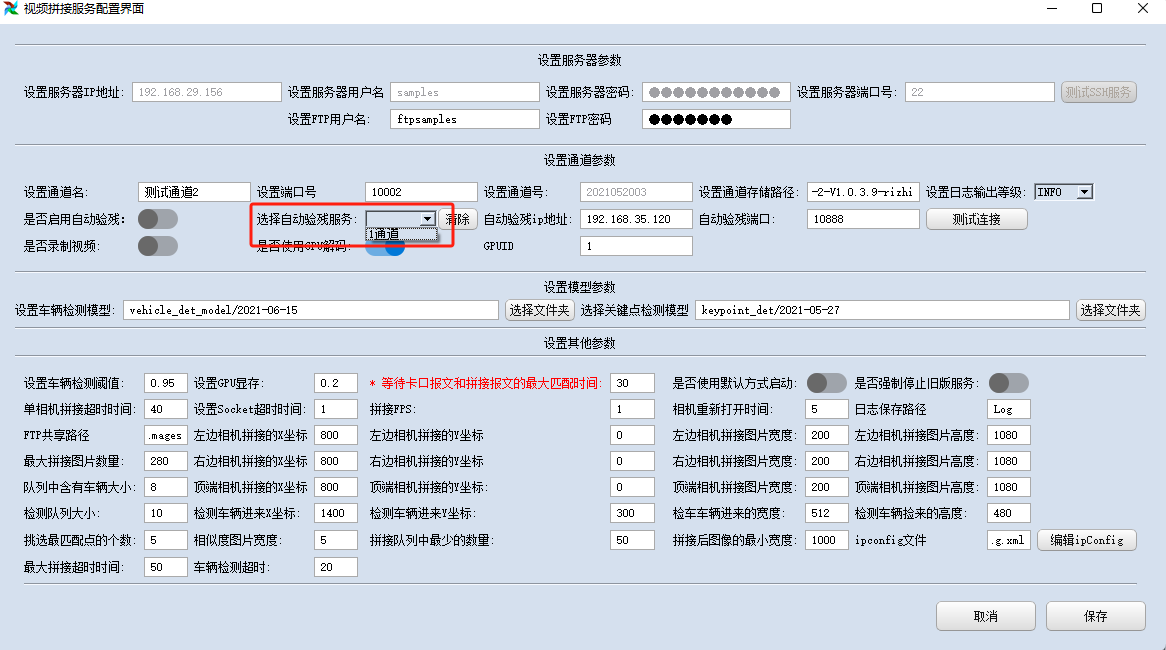 视频拼接服务配置界面
设置服务器参数
设置服务器IP地址: 192.168.29.156 设置服务器用户名 samples 设置服务器密码: ●●●●●●●●●●● 设置服务器端口号: 22 测试SSH服务
设置FTP用户名: ftpsamples 设置FTP密码 ●●●●●●●
设置通道参数
设置通道名: 测试通道2 设置端口号 10002 设置通道号: 2021052003 设置通道存储路径: -2-V1.0.3.9-rizhi 设置日志输出等级: INFO
是否启用自动验残: 选择自动验残服务: 清除 自动验残ip地址: 192.168.35.120 自动验残端口: 10888 测试连接
1通道
是否录制视频: 是否使用GPU解码: GPUID 1
设置模型参数
设置车辆检测模型: vehicle_det_model/2021-06-15 选择文件夹 选择关键点检测模型 keypoint_det/2021-05-27 选择文件夹
设置其他参数
设置车辆检测阈值: 0.95 设置GPU显存: 0.2 * 等待卡口报文和拼接报文的最大匹配时间: 30 是否使用默认方式启动: 是否强制停止旧版服务:
单相机拼接超时时间: 40 设置Socket超时时间: 1 拼接FPS: 1 相机重新打开时间: 5 日志保存路径 Log
FTP共享路径 .mages 左边相机拼接的X坐标 800 左边相机拼接的Y坐标 0 左边相机拼接图片宽度: 200 左边相机拼接图片高度: 1080
最大拼接图片数量: 280 右边相机拼接的X坐标 800 右边相机拼接的Y坐标 0 右边相机拼接图片宽度: 200 右边相机拼接图片高度: 1080
队列中含有车辆大小: 8 顶端相机拼接的X坐标 800 顶端相机拼接的Y坐标: 0 顶端相机拼接图片宽度: 200 顶端相机拼接图片高度: 1080
检测队列大小: 10 检测车辆进来X坐标: 1400 检测车辆进来Y坐标: 300 检车车辆进来的宽度: 512 检测车辆捡来的高度: 480
挑选最匹配点的个数: 5 相似度图片宽度: 5 拼接队列中最少的数量: 50 拼接后图像的最小宽度: 1000 ipconfig文件 .g.xml 编辑ipConfig
最大拼接超时时间: 50 车辆检测超时: 20
取消 保存